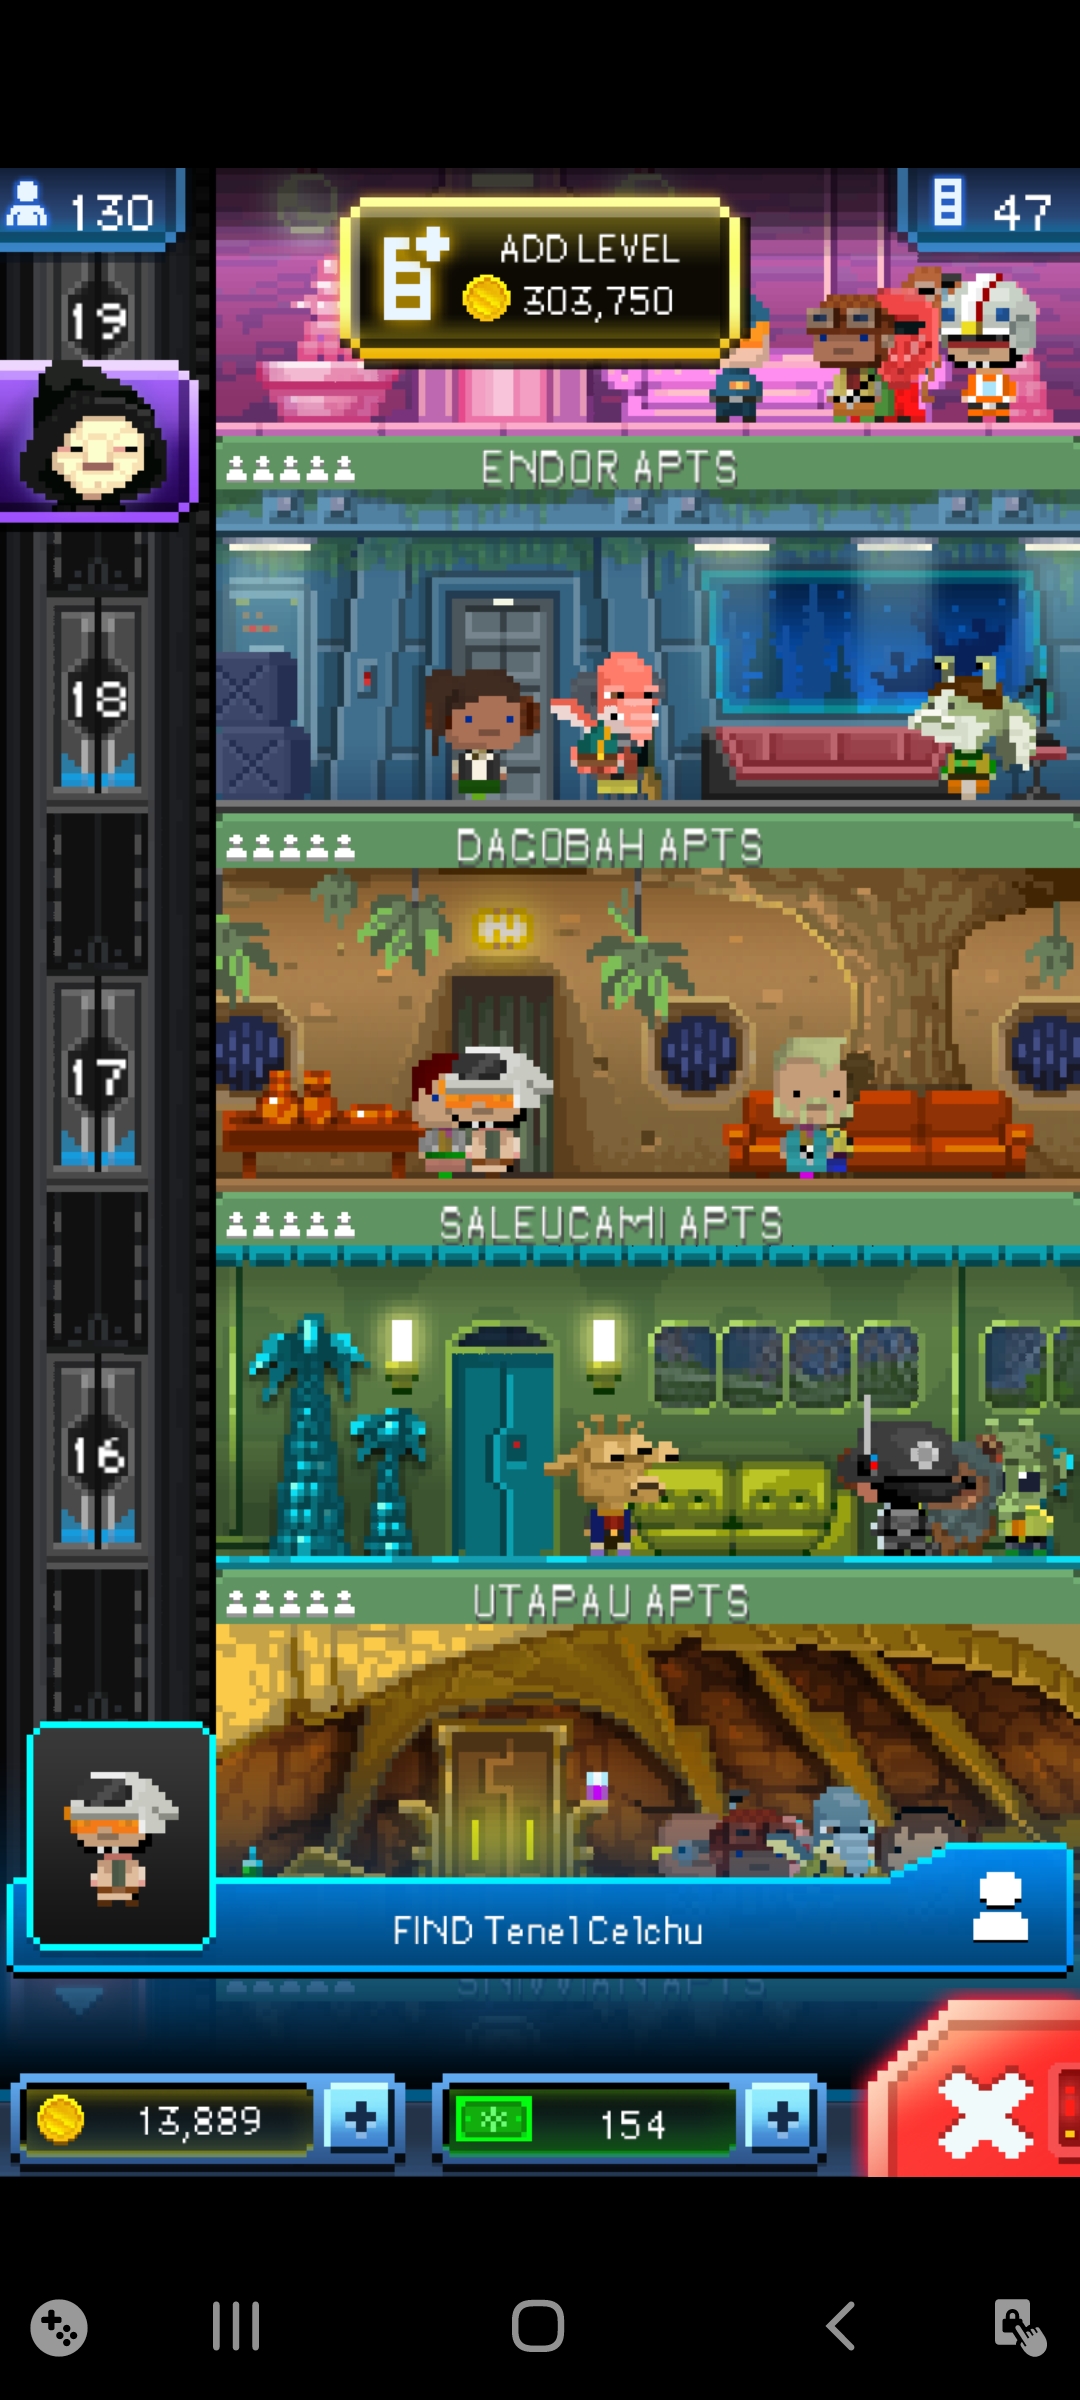 130
ADD LEVEL
303,750
47
19
ENDOR APTS
18
DAGOBAH APTS
17
SALEUCAMI APTS
16
UTAPAU APTS
FIND Tenel Celchu
13,889
154